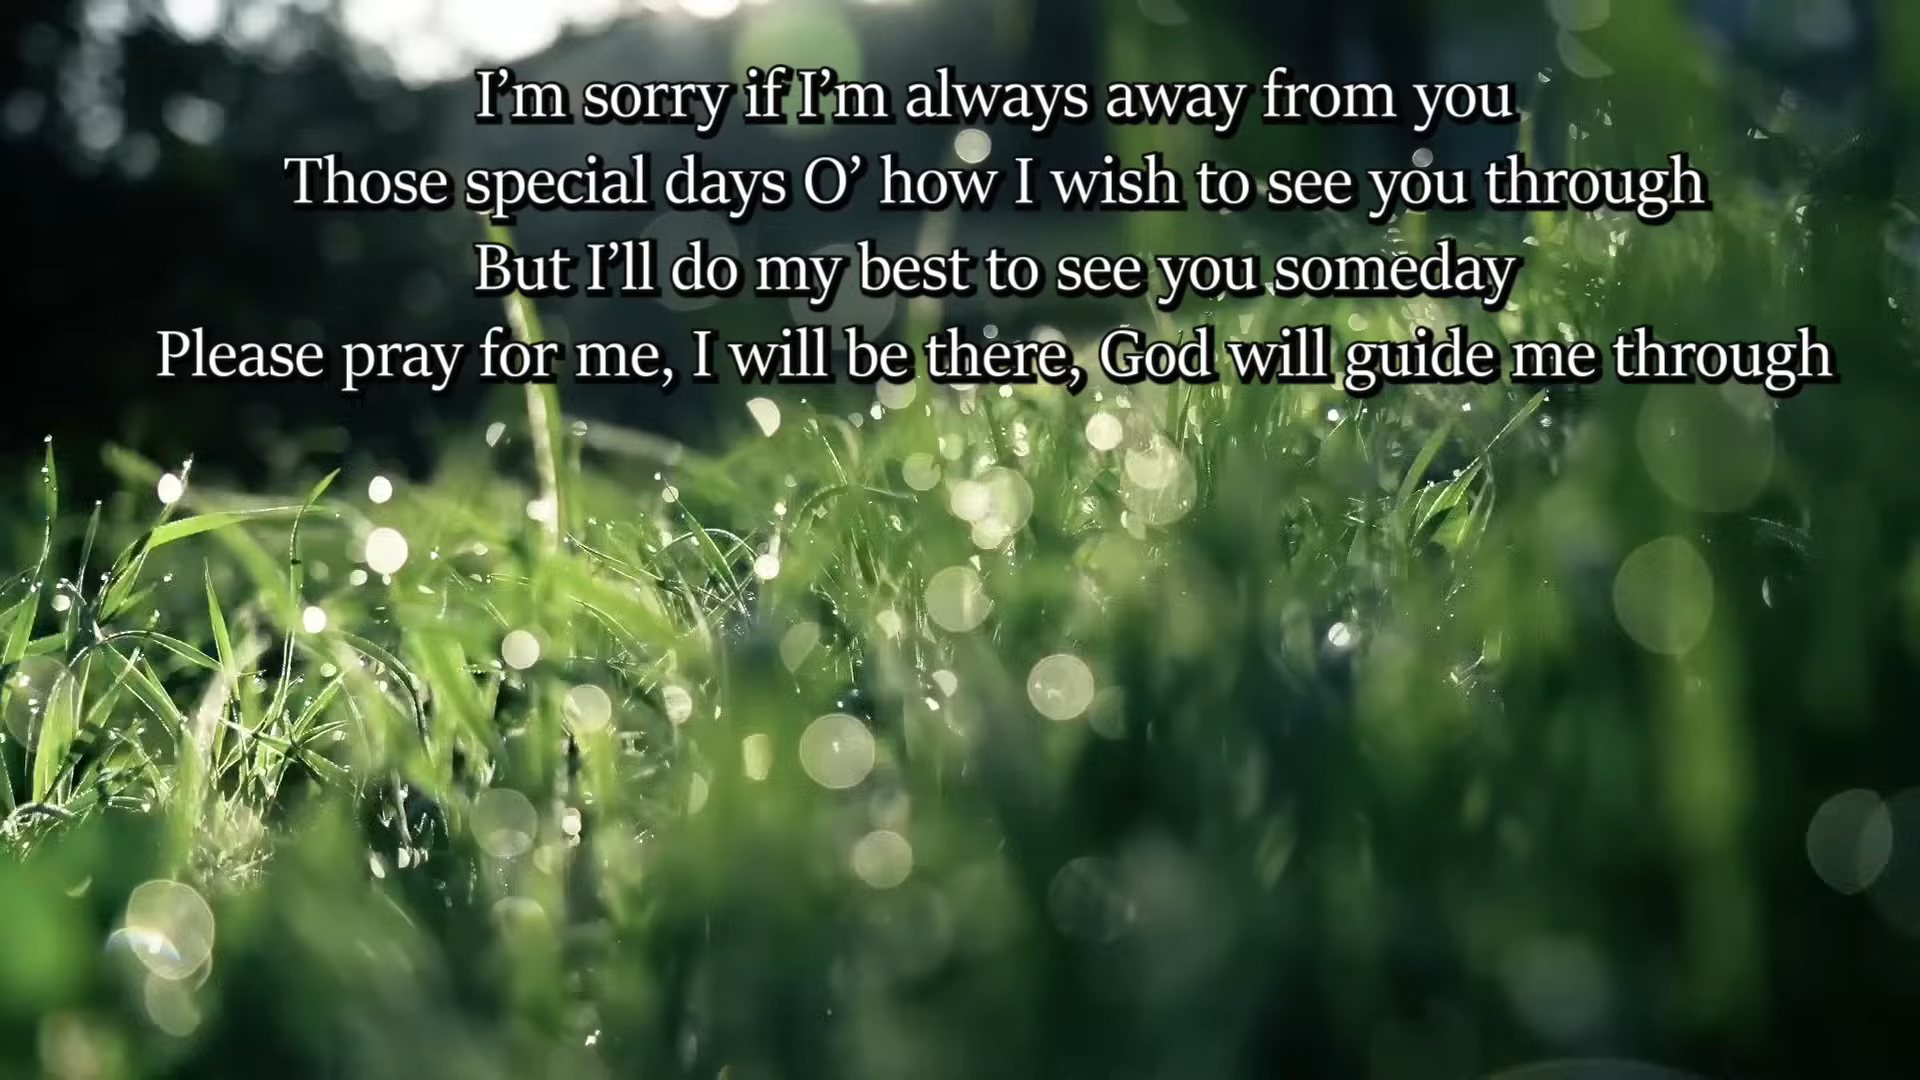 I’m sorry if I’m always away from you
Those special days O’ how I wish to see you through
But I’ll do my best to see you someday
Please pray for me, I will be there, God will guide me through